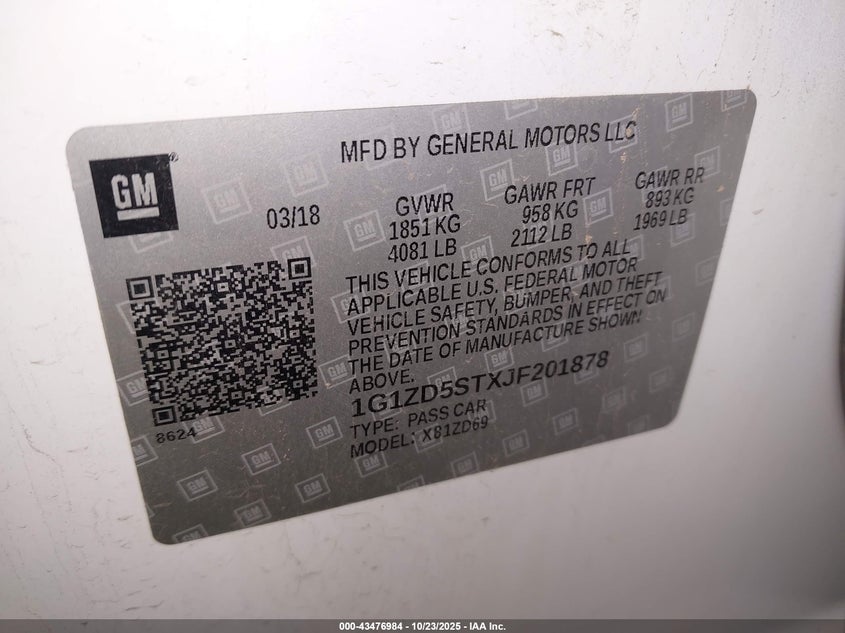 MFD BY GENERAL MOTORS LLC
GM
03/18
GVWR
1851 KG
4081 LB
GAWR FRT
958 KG
2112 LB
GAWR RR
893 KG
1969 LB
THIS VEHICLE CONFORMS TO ALL
APPLICABLE U.S. FEDERAL MOTOR
VEHICLE SAFETY, BUMPER, AND THEFT
PREVENTION STANDARDS IN EFFECT ON
THE DATE OF MANUFACTURE SHOWN
ABOVE.
1G1ZD5STXJF201878
TYPE: PASS CAR
MODEL: X81ZD69
8624
000-43476984 - 10/23/2025 - IAA Inc.